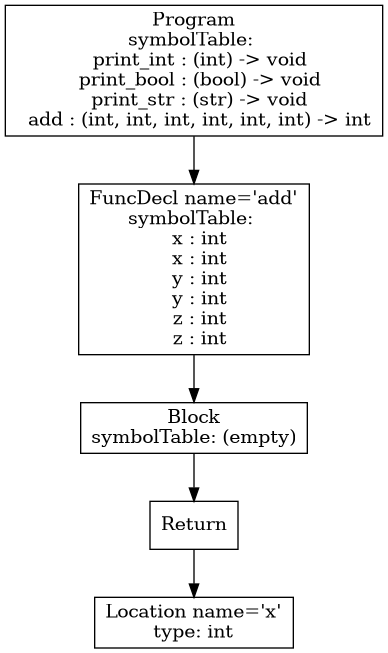 Program
symbolTable:
print_int : (int) -> void
print_bool : (bool) -> void
print_str : (str) -> void
add : (int, int, int, int, int, int) -> int
FuncDecl name='add'
symbolTable:
x : int
x : int
y : int
y : int
z : int
z : int
Block
symbolTable: (empty)
Return
Location name='x'
type: int